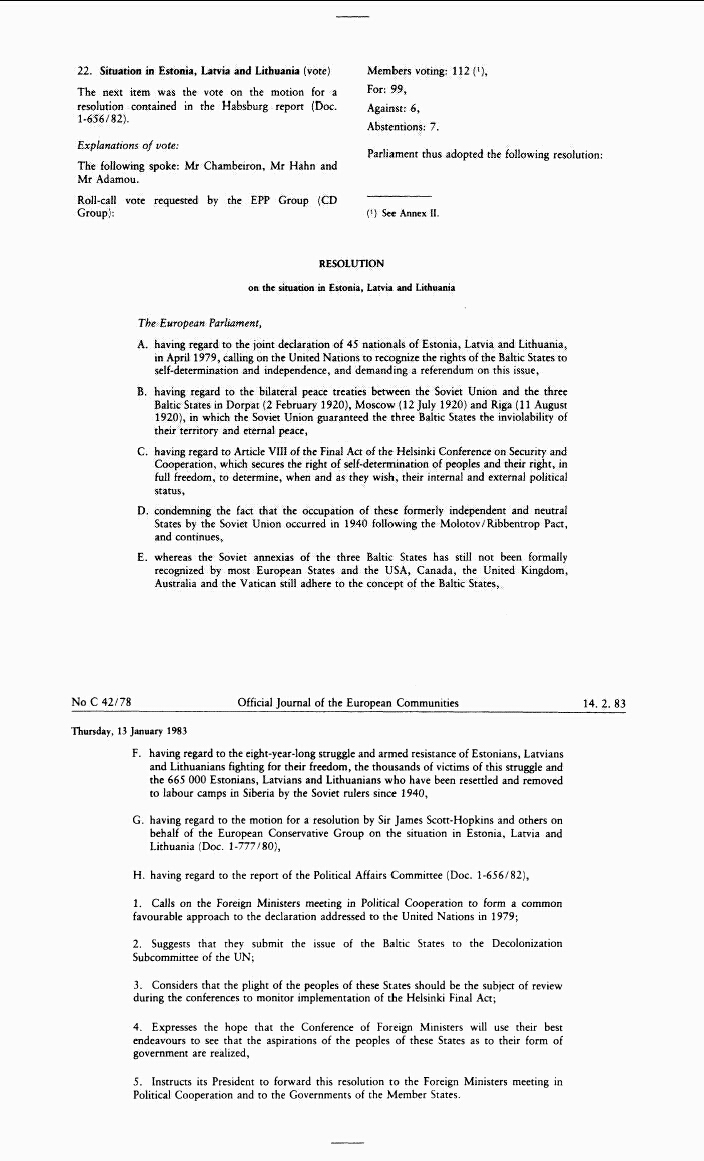 22. Situation in Estonia, Latvia and Lithuania (vote)
The next item was the vote on the motion for a
resolution contained in the Habsburg report (Doc.
1-656/82).
Explanations of vote:
The following spoke: Mr Chambeiron, Mr Hahn and
Mr Adamou.
Roll-call vote requested by the EPP Group (CD
Group):
Members voting: 112 (¹),
For: 99,
Against: 6,
Abstentions: 7.
Parliament thus adopted the following resolution:
(¹) See Annex II.
RESOLUTION
on the situation in Estonia, Latvia and Lithuania
The European Parliament,
A. having regard to the joint declaration of 45 nationals of Estonia, Latvia and Lithuania,
in April 1979, calling on the United Nations to recognize the rights of the Baltic States to
self-determination and independence, and demanding a referendum on this issue,
B. having regard to the bilateral peace treaties between the Soviet Union and the three
Baltic States in Dorpat (2 February 1920), Moscow (12 July 1920) and Riga (11 August
1920), in which the Soviet Union guaranteed the three Baltic States the inviolability of
their territory and eternal peace,
C. having regard to Article VIII of the Final Act of the Helsinki Conference on Security and
Cooperation, which secures the right of self-determination of peoples and their right, in
full freedom, to determine, when and as they wish, their internal and external political
status,
D. condemning the fact that the occupation of these formerly independent and neutral
States by the Soviet Union occurred in 1940 following the Molotov/Ribbentrop Pact,
and continues,
E. whereas the Soviet annexias of the three Baltic States has still not been formally
recognized by most European States and the USA, Canada, the United Kingdom,
Australia and the Vatican still adhere to the concept of the Baltic States,
No C 42/78 Official Journal of the European Communities 14. 2. 83
Thursday, 13 January 1983
F. having regard to the eight-year-long struggle and armed resistance of Estonians, Latvians
and Lithuanians fighting for their freedom, the thousands of victims of this struggle and
the 665 000 Estonians, Latvians and Lithuanians who have been resettled and removed
to labour camps in Siberia by the Soviet rulers since 1940,
G. having regard to the motion for a resolution by Sir James Scott-Hopkins and others on
behalf of the European Conservative Group on the situation in Estonia, Latvia and
Lithuania (Doc. 1-777/80),
H. having regard to the report of the Political Affairs Committee (Doc. 1-656/82),
1. Calls on the Foreign Ministers meeting in Political Cooperation to form a common
favourable approach to the declaration addressed to the United Nations in 1979;
2. Suggests that they submit the issue of the Baltic States to the Decolonization
Subcommittee of the UN;
3. Considers that the plight of the peoples of these States should be the subject of review
during the conferences to monitor implementation of the Helsinki Final Act;
4. Expresses the hope that the Conference of Foreign Ministers will use their best
endeavours to see that the aspirations of the peoples of these States as to their form of
government are realized,
5. Instructs its President to forward this resolution to the Foreign Ministers meeting in
Political Cooperation and to the Governments of the Member States.